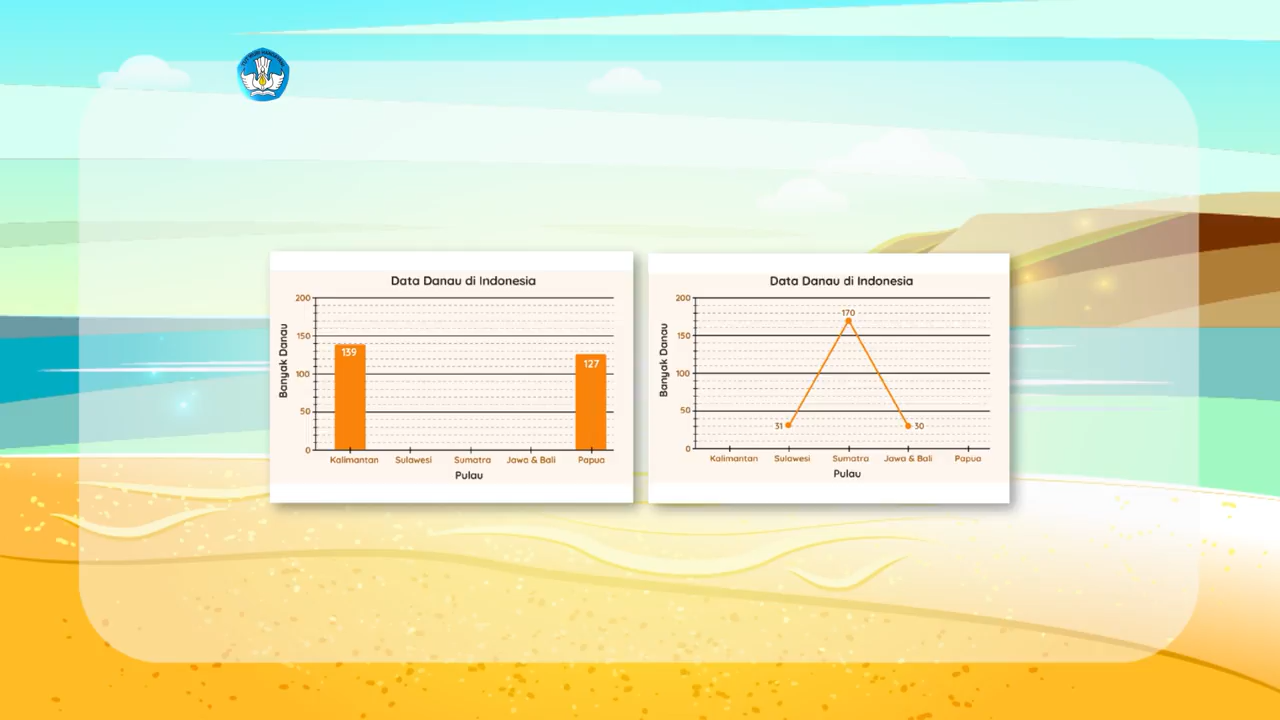 Data Danau di Indonesia
Banyak Danau
200
150
100
50
0
139
127
Kalimantan Sulawesi Sumatra Jawa & Bali Papua
Pulau
Data Danau di Indonesia
Banyak Danau
200
150
100
50
0
170
31
30
Kalimantan Sulawesi Sumatra Jawa & Bali Papua
Pulau